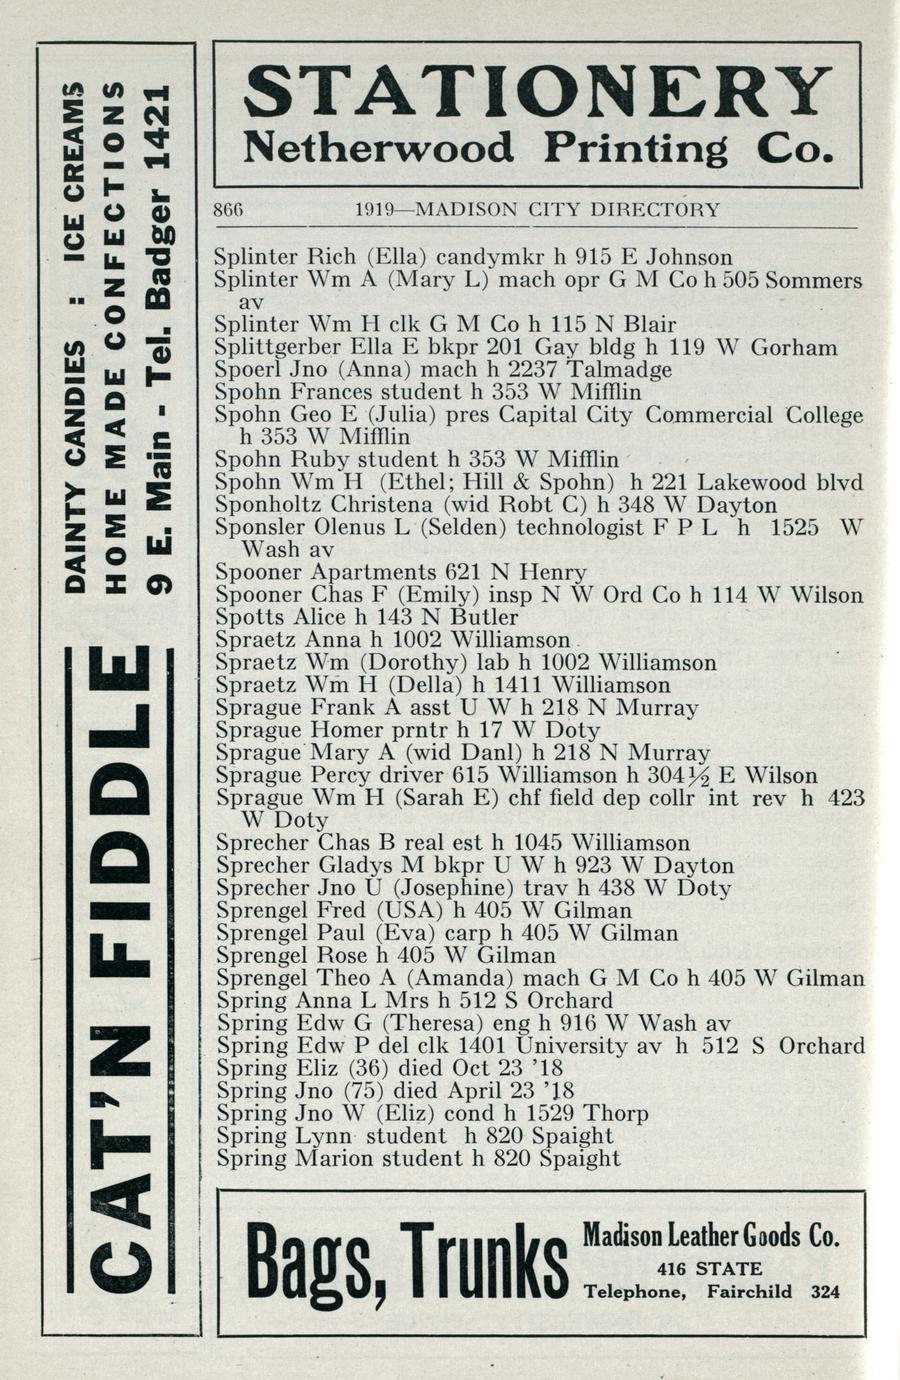 STATIONERY
Netherwood Printing Co.
866 1919—MADISON CITY DIRECTORY
Splinter Rich (Ella) candymkr h 915 E Johnson
Splinter Wm A (Mary L) mach opr G M Co h 505 Sommers
av
Splinter Wm H clk G M Co h 115 N Blair
Splittgerber Ella E bkpr 201 Gay bldg h 119 W Gorham
Spoerl Jno (Anna) mach h 2237 Talmadge
Spohn Frances student h 353 W Mifflin
Spohn Geo E (Julia) pres Capital City Commercial College
h 353 W Mifflin
Spohn Ruby student h 353 W Mifflin
Spohn Wm H (Ethel; Hill & Spohn) h 221 Lakewood blvd
Sponholtz Christena (wid Robt C) h 348 W Dayton
Sponsler Olenus L (Selden) technologist F P L h 1525 W
Wash av
Spooner Apartments 621 N Henry
Spooner Chas F (Emily) insp N W Ord Co h 114 W Wilson
Spotts Alice h 143 N Butler
Spraetz Anna h 1002 Williamson
Spraetz Wm (Dorothy) lab h 1002 Williamson
Spraetz Wm H (Della) h 1411 Williamson
Sprague Frank A asst U W h 218 N Murray
Sprague Homer prntr h 17 W Doty
Sprague Mary A (wid Danl) h 218 N Murray
Sprague Percy driver 615 Williamson h 304½ E Wilson
Sprague Wm H (Sarah E) chf field dep collr int rev h 423
W Doty
Sprecher Chas B real est h 1045 Williamson
Sprecher Gladys M bkpr U W h 923 W Dayton
Sprecher Jno U (Josephine) trav h 438 W Doty
Sprengel Fred (USA) h 405 W Gilman
Sprengel Paul (Eva) carp h 405 W Gilman
Sprengel Rose h 405 W Gilman
Sprengel Theo A (Amanda) mach G M Co h 405 W Gilman
Spring Anna L Mrs h 512 S Orchard
Spring Edw G (Theresa) eng h 916 W Wash av
Spring Edw P del clk 1401 University av h 512 S Orchard
Spring Eliz (36) died Oct 23 '18
Spring Jno (75) died April 23 '18
Spring Jno W (Eliz) cond h 1529 Thorp
Spring Lynn student h 820 Spaight
Spring Marion student h 820 Spaight
CAT'N FIDDLE
DAINTY CANDIES : ICE CREAMS
HOME MADE CONFECTIONS
9 E. Main - Tel. Badger 1421
Bags, Trunks
Madison Leather Goods Co.
416 STATE
Telephone, Fairchild 324